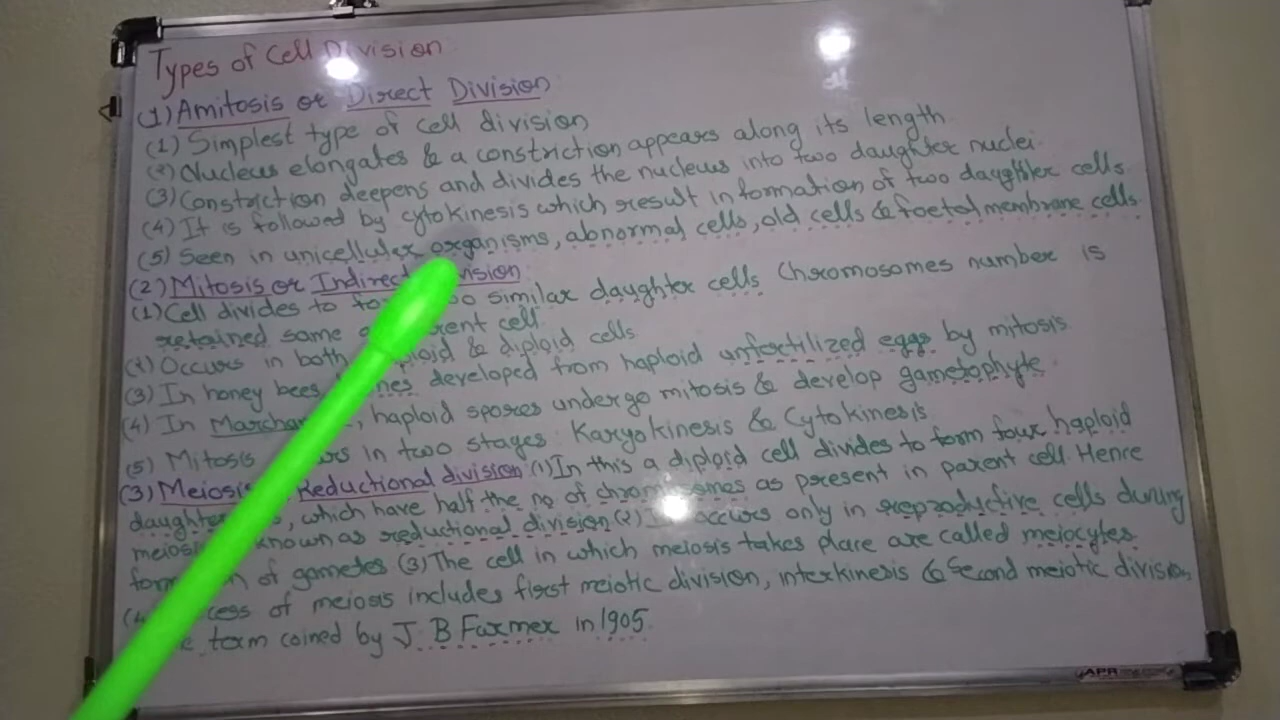 Types of Cell Division
(1) Amitosis or Direct Division
(1) Simplest type of cell division
(2) Nucleus elongates & a constriction appears along its length.
(3) Constriction deepens and divides the nucleus into two daughter nuclei.
(4) It is followed by cytokinesis which result in formation of two daughter cells
(5) Seen in unicellular organisms, abnormal cells, old cells & foetal membrane cells.
(2) Mitosis or Indirect Division
(1) Cell divides to similar daughter cells Chromosomes number is
retained same parent cell.
(2) Occurs in both & diploid cells
(3) In honey bees developed from haploid unfertilized eggs by mitosis.
(4) In haploid spores undergo mitosis & develop gametophyte.
(5) Mitosis in two stages Karyokinesis & Cytokinesis
(3) Meiosis Reductional division (1) In this a diploid cell divides to form four haploid
daughter , which have half the no of chromosomes as present in parent cell. Hence
meiosis known as reductional division (2) It occurs only in reproductive cells during
of gametes (3) The cell in which meiosis takes place are called meiocytes.
(4) of meiosis includes first meiotic division, interkinesis & Second meiotic division,
term coined by J. B Farmer in 1905.
APR